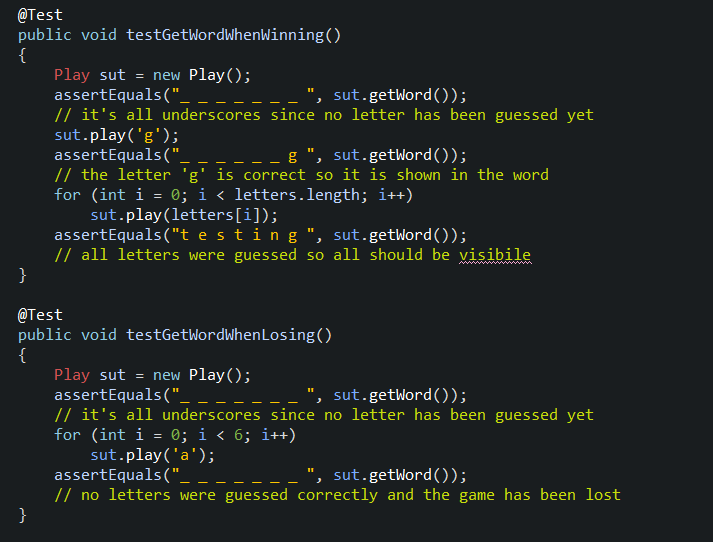 @Test
public void testGetWordWhenWinning()
{
    Play sut = new Play();
    assertEquals("_ _ _ _ _ _ _ ", sut.getWord());
    // it's all underscores since no letter has been guessed yet
    sut.play('g');
    assertEquals("_ _ _ _ _ _ g ", sut.getWord());
    // the letter 'g' is correct so it is shown in the word
    for (int i = 0; i < letters.length; i++)
        sut.play(letters[i]);
    assertEquals("t e s t i n g ", sut.getWord());
    // all letters were guessed so all should be visibile
}

@Test
public void testGetWordWhenLosing()
{
    Play sut = new Play();
    assertEquals("_ _ _ _ _ _ _ ", sut.getWord());
    // it's all underscores since no letter has been guessed yet
    for (int i = 0; i < 6; i++)
        sut.play('a');
    assertEquals("_ _ _ _ _ _ _ ", sut.getWord());
    // no letters were guessed correctly and the game has been lost
}